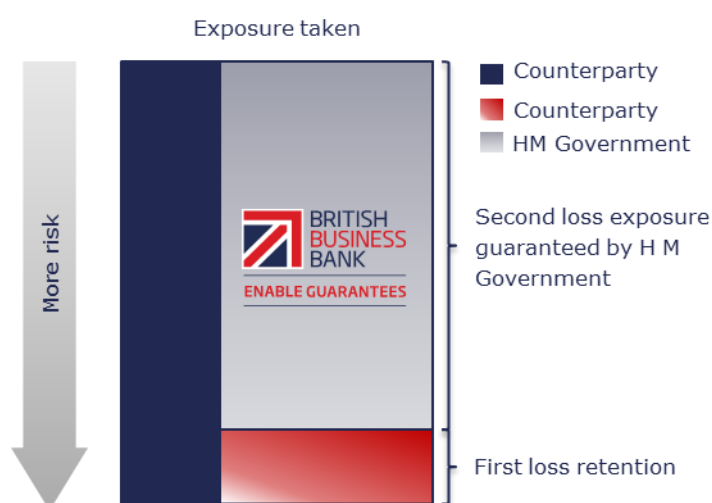 Exposure taken
More risk
BRITISH
BUSINESS
BANK
ENABLE GUARANTEES
Counterparty
Counterparty
HM Government
Second loss exposure
guaranteed by H M
Government
First loss retention